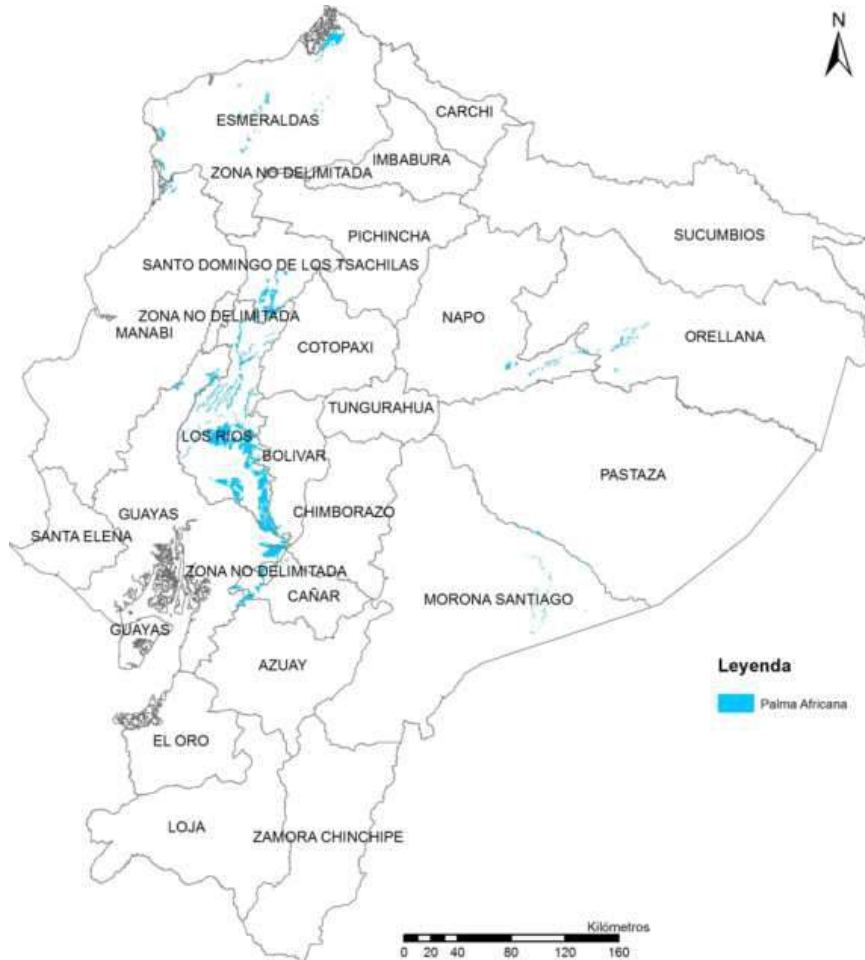 N
CARCHI
ESMERALDAS
IMBABURA
ZONA NO DELIMITADA
PICHINCHA
SUCUMBIOS
SANTO DOMINGO DE LOS TSACHILAS
ZONA NO DELIMITADA
NAPO
MANABI
ORELLANA
COTOPAXI
TUNGURAHUA
LOS RIOS
BOLIVAR
PASTAZA
GUAYAS
CHIMBORAZO
SANTA ELEÑA
ZONA NO DELIMITADA
CAÑAR
MORONA SANTIAGO
GUAYAS
AZUAY
Leyenda
Palma Africana
EL ORO
LOJA
ZAMORA CHINCHIPE
Kilómetros
0 20 40 80 120 160